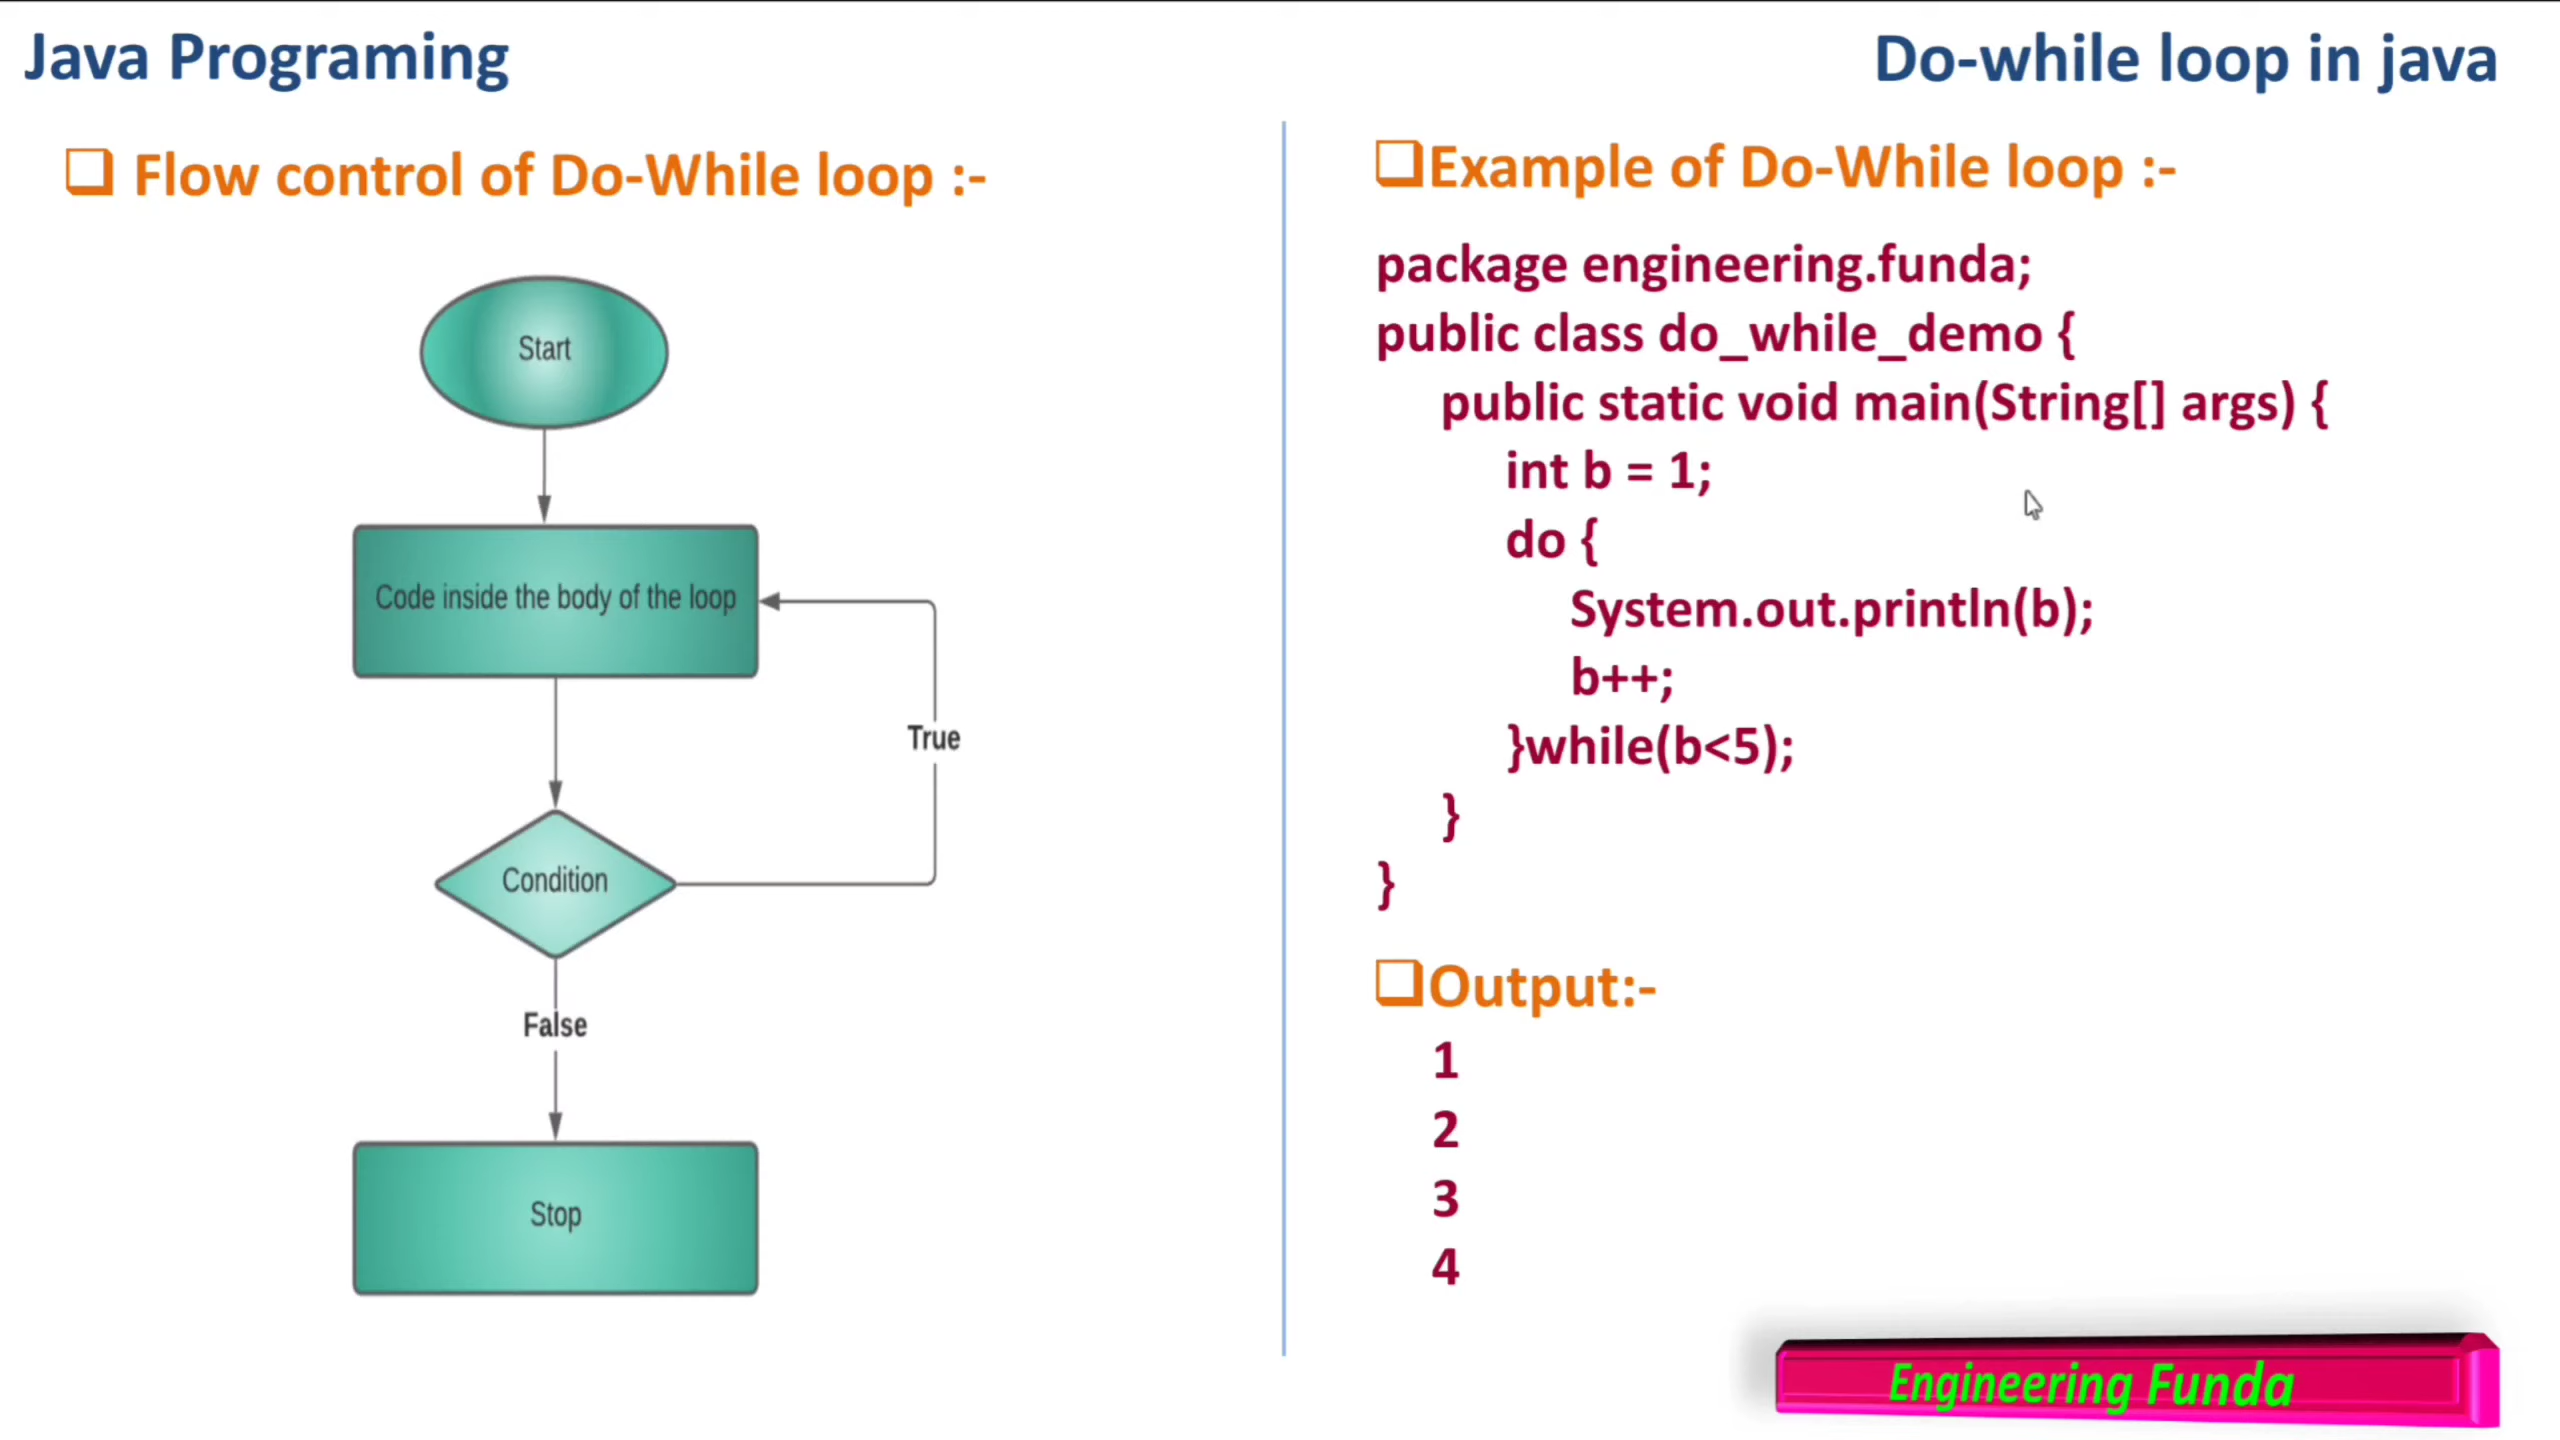 Java Programing
Do-while loop in java
Flow control of Do-While loop :-
Start
Code inside the body of the loop
True
Condition
False
Stop
Example of Do-While loop :-
package engineering.funda;
public class do_while_demo {
public static void main(String[] args) {
int b = 1;
do {
System.out.println(b);
b++;
}while(b<5);
}
}
Output:-
1
2
3
4
Engineering Funda